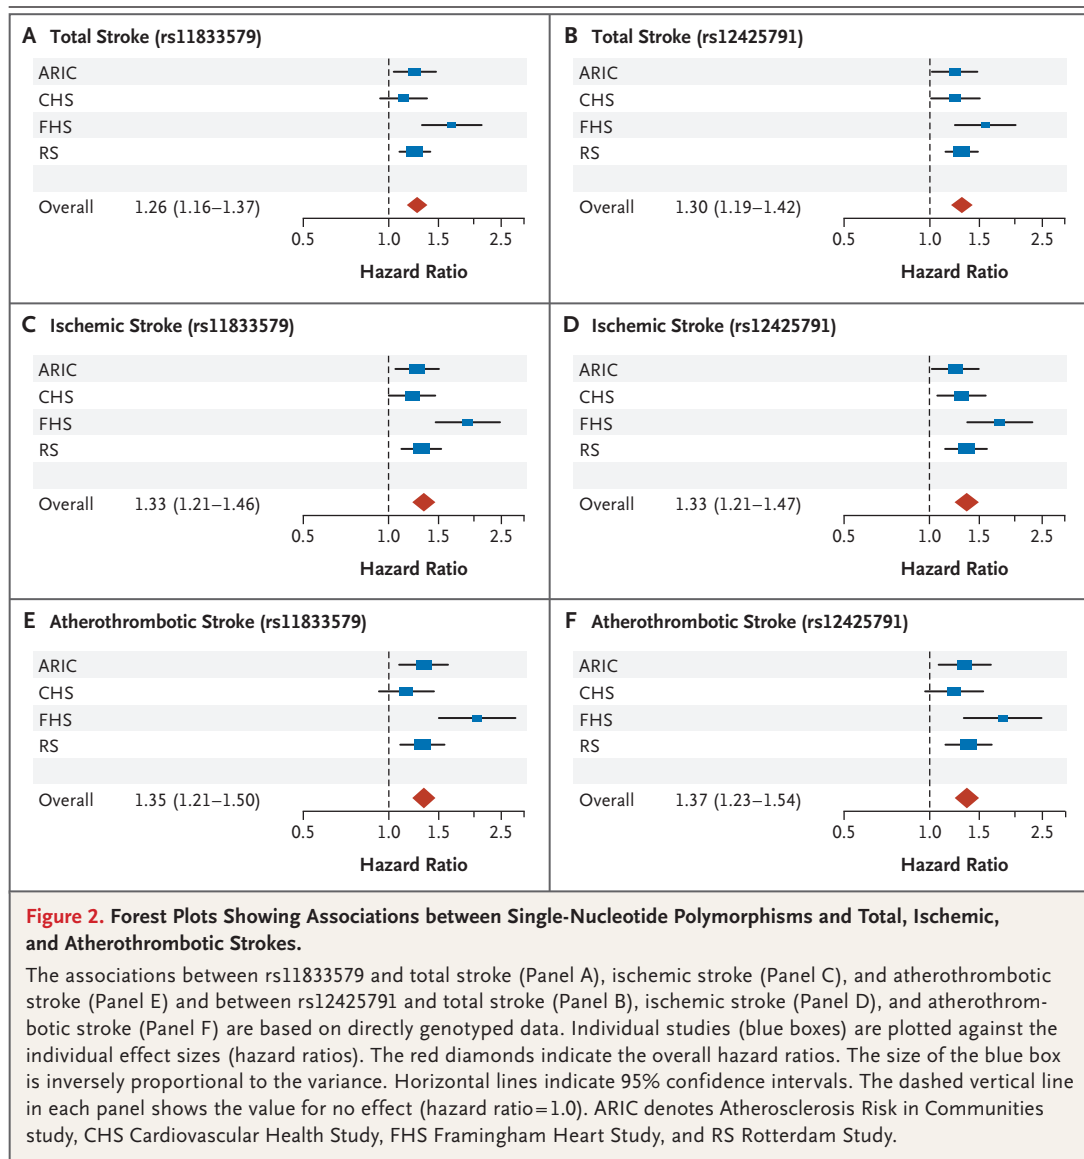 A Total Stroke (rs11833579)
ARIC
CHS
FHS
RS
Overall 1.26 (1.16–1.37)
0.5 1.0 1.5 2.5
Hazard Ratio
B Total Stroke (rs12425791)
ARIC
CHS
FHS
RS
Overall 1.30 (1.19–1.42)
0.5 1.0 1.5 2.5
Hazard Ratio
C Ischemic Stroke (rs11833579)
ARIC
CHS
FHS
RS
Overall 1.33 (1.21–1.46)
0.5 1.0 1.5 2.5
Hazard Ratio
D Ischemic Stroke (rs12425791)
ARIC
CHS
FHS
RS
Overall 1.33 (1.21–1.47)
0.5 1.0 1.5 2.5
Hazard Ratio
E Atherothrombotic Stroke (rs11833579)
ARIC
CHS
FHS
RS
Overall 1.35 (1.21–1.50)
0.5 1.0 1.5 2.5
Hazard Ratio
F Atherothrombotic Stroke (rs12425791)
ARIC
CHS
FHS
RS
Overall 1.37 (1.23–1.54)
0.5 1.0 1.5 2.5
Hazard Ratio
Figure 2. Forest Plots Showing Associations between Single-Nucleotide Polymorphisms and Total, Ischemic,
and Atherothrombotic Strokes.
The associations between rs11833579 and total stroke (Panel A), ischemic stroke (Panel C), and atherothrombotic
stroke (Panel E) and between rs12425791 and total stroke (Panel B), ischemic stroke (Panel D), and atherothrom-
botic stroke (Panel F) are based on directly genotyped data. Individual studies (blue boxes) are plotted against the
individual effect sizes (hazard ratios). The red diamonds indicate the overall hazard ratios. The size of the blue box
is inversely proportional to the variance. Horizontal lines indicate 95% confidence intervals. The dashed vertical line
in each panel shows the value for no effect (hazard ratio=1.0). ARIC denotes Atherosclerosis Risk in Communities
study, CHS Cardiovascular Health Study, FHS Framingham Heart Study, and RS Rotterdam Study.